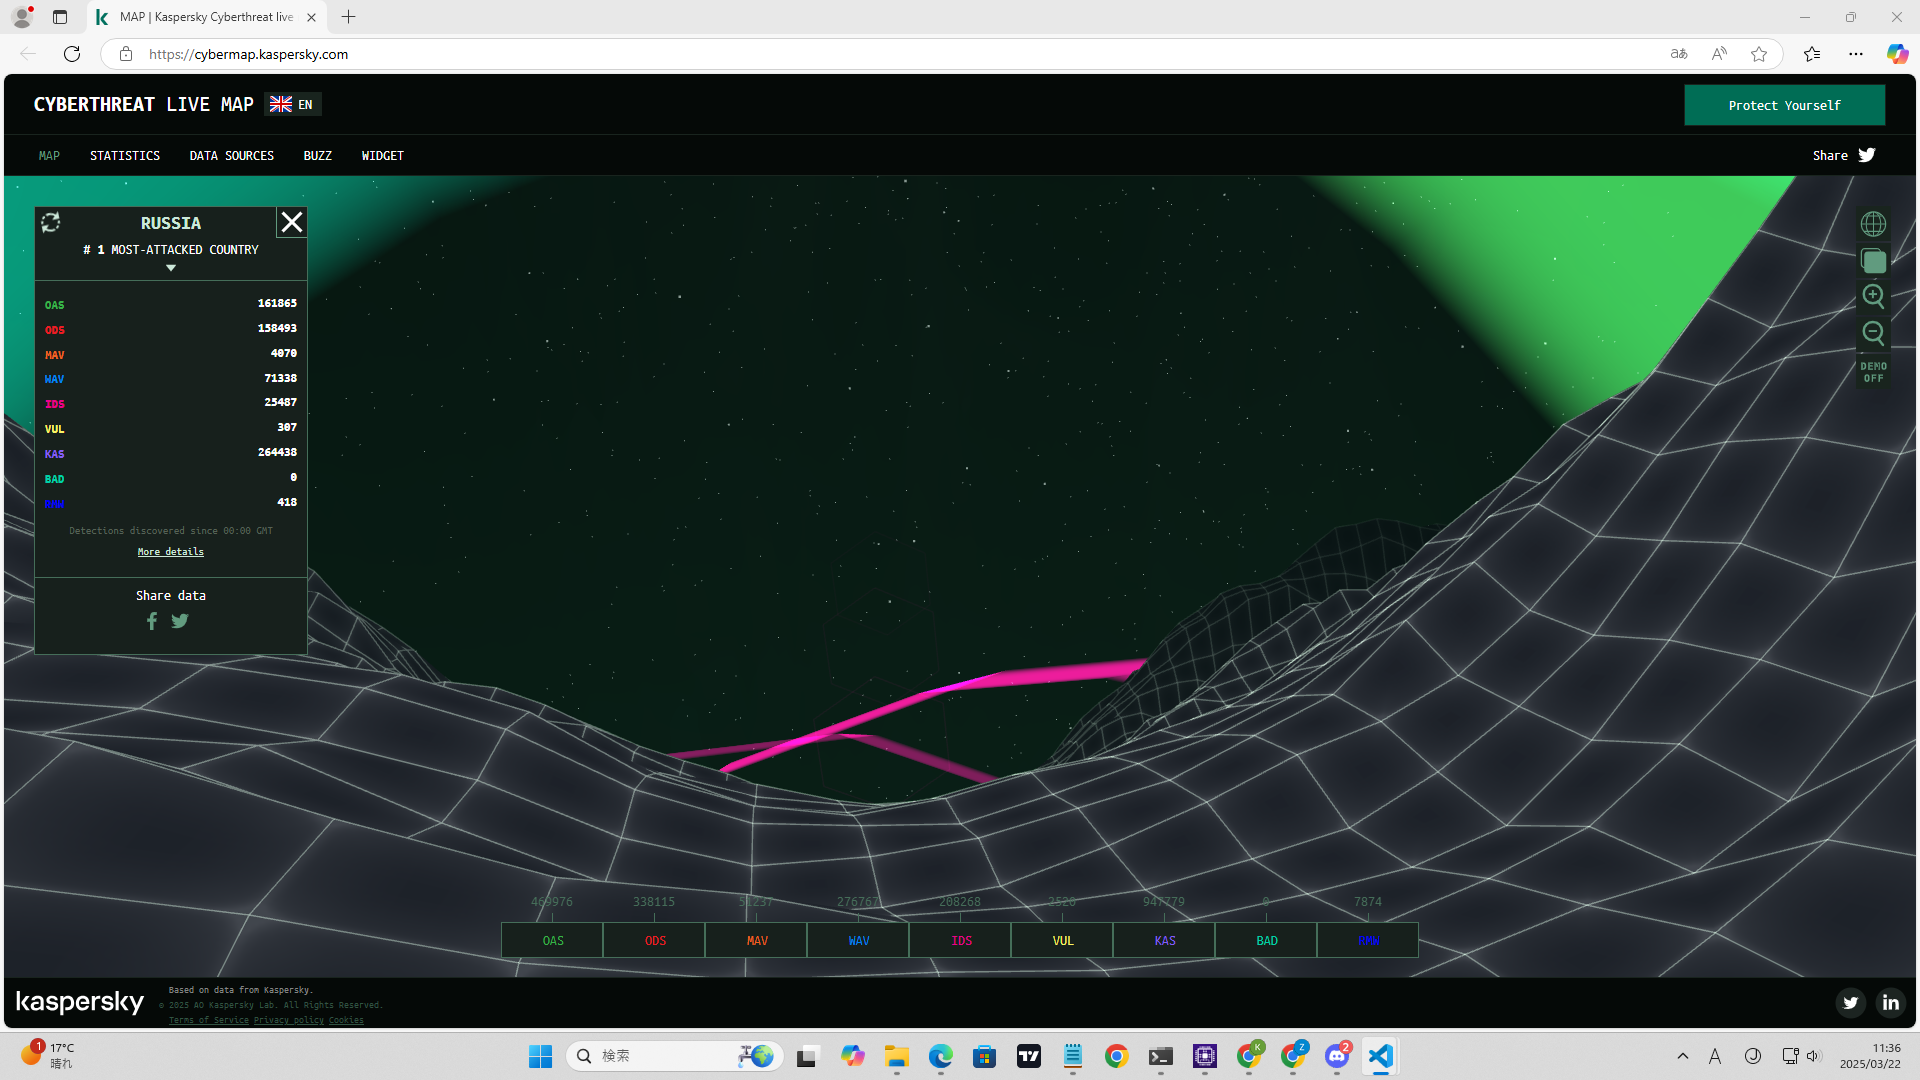 MAP | Kaspersky Cyberthreat live
https://cybermap.kaspersky.com
CYBERTHREAT LIVE MAP EN
Protect Yourself
MAP STATISTICS DATA SOURCES BUZZ WIDGET
Share
RUSSIA
# 1 MOST-ATTACKED COUNTRY
OAS 161865
ODS 158493
MAV 4070
WAV 71338
IDS 25487
VUL 307
KAS 264438
BAD 0
RMW 418
Detections discovered since 00:00 GMT
More details
Share data
DEMO
OFF
469976 338115 51237 276767 208268 2520 947779 0 7874
OAS ODS MAV WAV IDS VUL KAS BAD RMW
kaspersky
Based on data from Kaspersky.
© 2025 AO Kaspersky Lab. All Rights Reserved.
Terms of Service Privacy policy Cookies
1
17°C
晴れ
検索
K
Z
2
A
11:36
2025/03/22